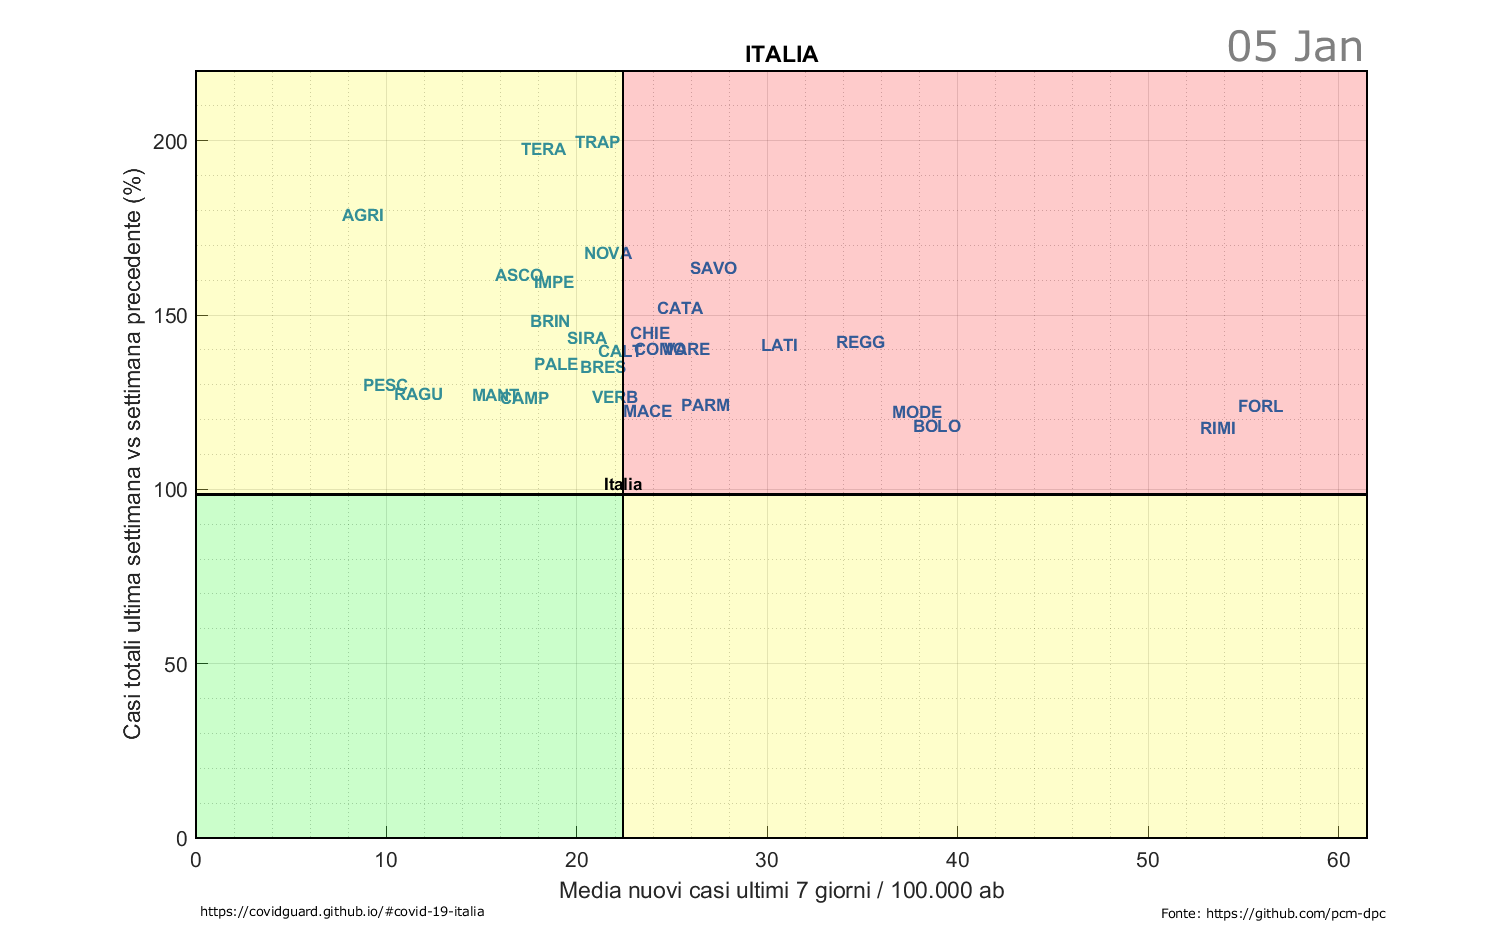 05 Jan
ITALIA
Casi totali ultima settimana vs settimana precedente (%)
200
150
100
50
0
TRAP
TERA
AGRI
NOVA
SAVO
ASCO
IMPE
CATA
BRIN
CHIE
SIRA
REGG
LATI
CALT
COMO
VARE
PALE
BRES
PESC
RAGU
MANT
CAMP
VERB
PARM
FORL
MACE
MODE
BOLO
RIMI
Italia
0 10 20 30 40 50 60
Media nuovi casi ultimi 7 giorni / 100.000 ab
https://covidguard.github.io/#covid-19-italia
Fonte: https://github.com/pcm-dpc